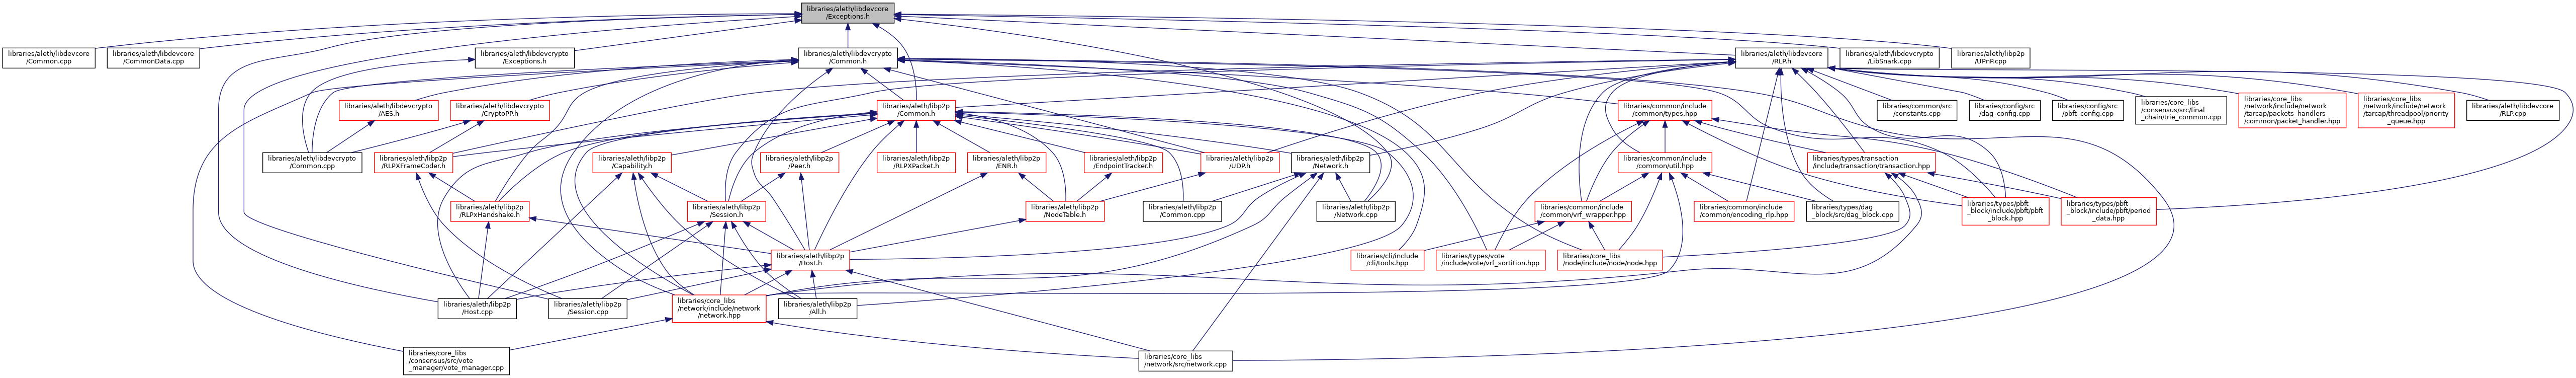 libraries/aleth/libdevcore
/Exceptions.h
libraries/aleth/libdevcore
/Common.cpp
libraries/aleth/libdevcore
/CommonData.cpp
libraries/aleth/libdevcrypto
/Exceptions.h
libraries/aleth/libdevcrypto
/Common.h
libraries/aleth/libdevcore
/RLP.h
libraries/aleth/libdevcrypto
/LibSnark.cpp
libraries/aleth/libp2p
/UPnP.cpp
libraries/aleth/libdevcrypto
/AES.h
libraries/aleth/libdevcrypto
/CryptoPP.h
libraries/aleth/libp2p
/Common.h
libraries/common/include
/common/types.hpp
libraries/common/src
/constants.cpp
libraries/config/src
/dag_config.cpp
libraries/config/src
/pbft_config.cpp
libraries/core_libs
/consensus/src/final
_chain/trie_common.cpp
libraries/core_libs
/network/include/network
/tarcap/packets_handlers
/common/packet_handler.hpp
libraries/core_libs
/network/include/network
/tarcap/threadpool/priority
_queue.hpp
libraries/aleth/libdevcore
/RLP.cpp
libraries/aleth/libdevcrypto
/Common.cpp
libraries/aleth/libp2p
/RLPXFrameCoder.h
libraries/aleth/libp2p
/Capability.h
libraries/aleth/libp2p
/Peer.h
libraries/aleth/libp2p
/RLPXPacket.h
libraries/aleth/libp2p
/ENR.h
libraries/aleth/libp2p
/EndpointTracker.h
libraries/aleth/libp2p
/UDP.h
libraries/aleth/libp2p
/Network.h
libraries/common/include
/common/util.hpp
libraries/types/transaction
/include/transaction/transaction.hpp
libraries/aleth/libp2p
/RLPxHandshake.h
libraries/aleth/libp2p
/Session.h
libraries/aleth/libp2p
/NodeTable.h
libraries/aleth/libp2p
/Common.cpp
libraries/aleth/libp2p
/Network.cpp
libraries/common/include
/common/vrf_wrapper.hpp
libraries/common/include
/common/encoding_rlp.hpp
libraries/types/dag
_block/src/dag_block.cpp
libraries/types/pbft
_block/include/pbft/pbft
_block.hpp
libraries/types/pbft
_block/include/pbft/period
_data.hpp
libraries/aleth/libp2p
/Host.h
libraries/cli/include
/cli/tools.hpp
libraries/types/vote
/include/vote/vrf_sortition.hpp
libraries/core_libs
/node/include/node/node.hpp
libraries/aleth/libp2p
/Host.cpp
libraries/aleth/libp2p
/Session.cpp
libraries/core_libs
/network/include/network
/network.hpp
libraries/aleth/libp2p
/All.h
libraries/core_libs
/consensus/src/vote
_manager/vote_manager.cpp
libraries/core_libs
/network/src/network.cpp